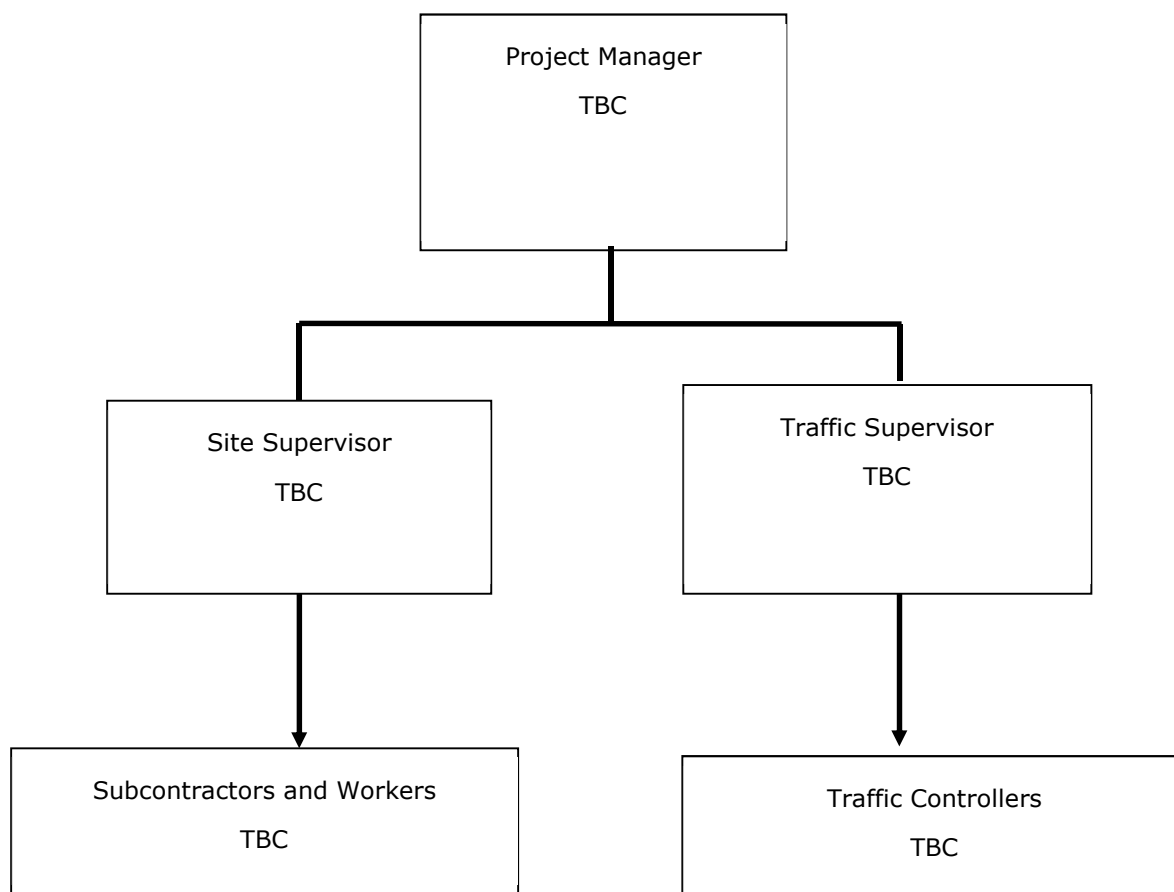 Project Manager
TBC
Site Supervisor
TBC
Traffic Supervisor
TBC
Subcontractors and Workers
TBC
Traffic Controllers
TBC